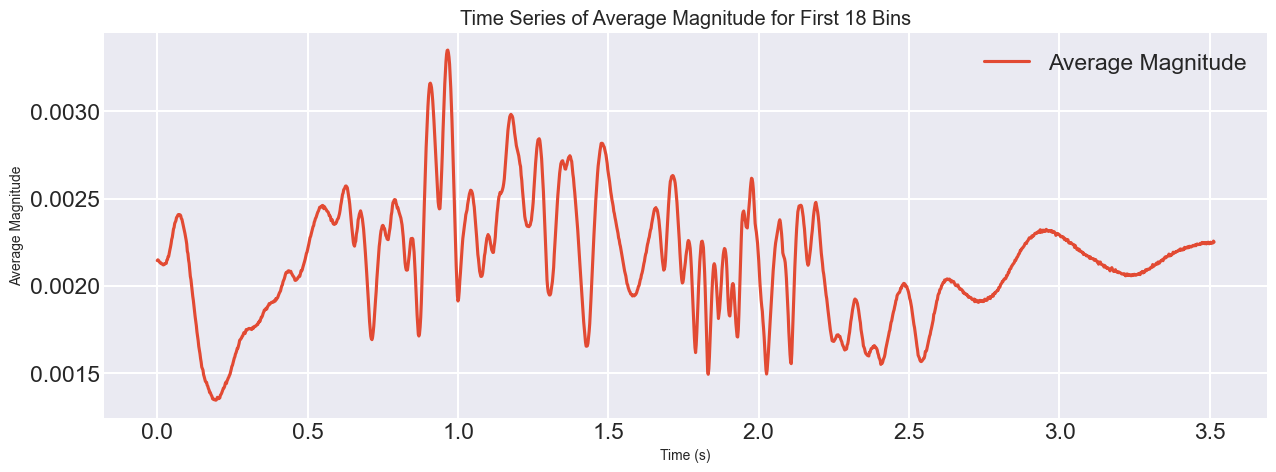 Time Series of Average Magnitude for First 18 Bins
Average Magnitude
0.0030
0.0025
0.0020
0.0015
Average Magnitude
0.0 0.5 1.0 1.5 2.0 2.5 3.0 3.5
Time (s)